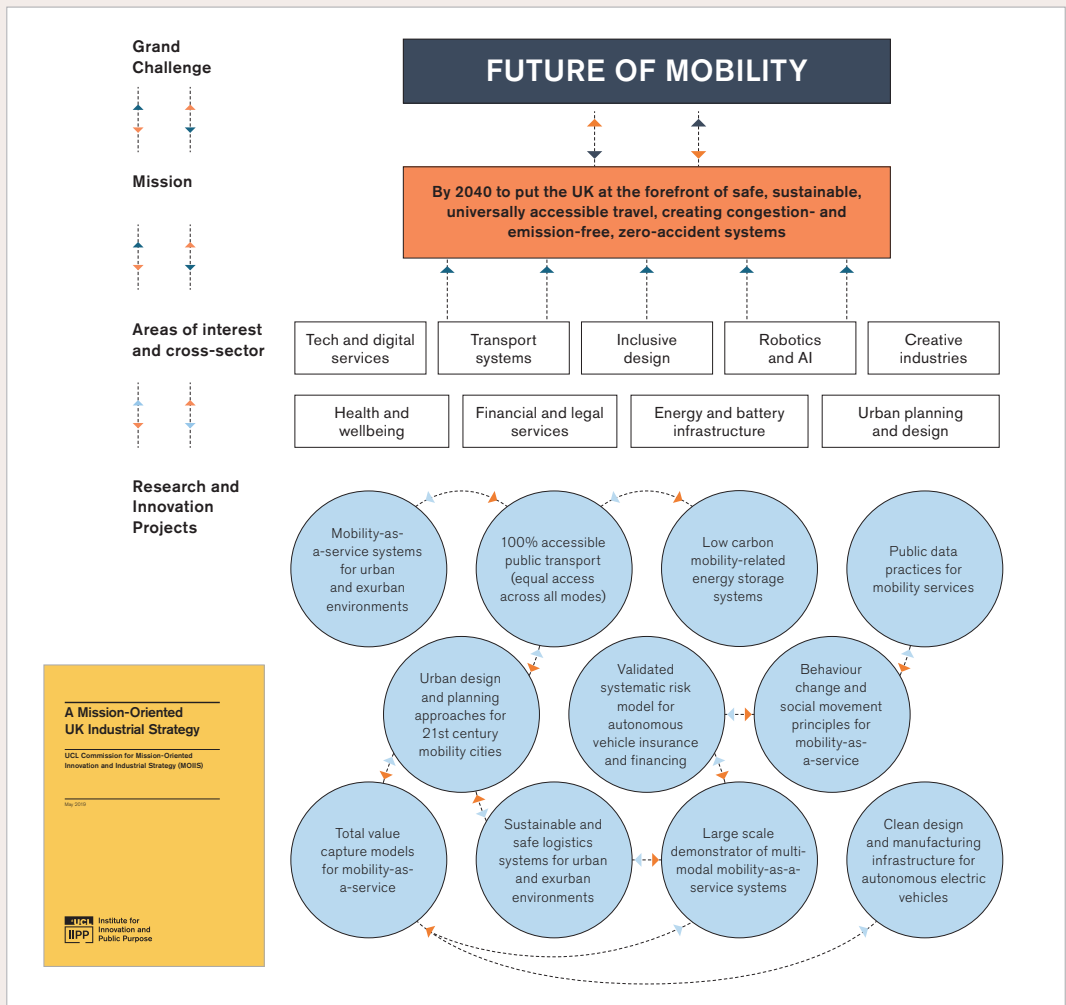 Grand
Challenge
FUTURE OF MOBILITY
Mission
By 2040 to put the UK at the forefront of safe, sustainable,
universally accessible travel, creating congestion- and
emission-free, zero-accident systems
Areas of interest
and cross-sector
Tech and digital
services
Transport
systems
Inclusive
design
Robotics
and AI
Creative
industries
Health and
wellbeing
Financial and legal
services
Energy and battery
infrastructure
Urban planning
and design
Research and
Innovation
Projects
Mobility-as-
a-service systems
for urban
and exurban
environments
100% accessible
public transport
(equal access
across all modes)
Low carbon
mobility-related
energy storage
systems
Public data
practices for
mobility services
Urban design
and planning
approaches for
21st century
mobility cities
Validated
systematic risk
model for
autonomous
vehicle insurance
and financing
Behaviour
change and
social movement
principles for
mobility-as-
a-service
Total value
capture models
for mobility-as-
a-service
Sustainable and
safe logistics
systems for urban
and exurban
environments
Large scale
demonstrator of multi-
modal mobility-as-a-
service systems
Clean design
and manufacturing
infrastructure for
autonomous electric
vehicles
A Mission-Oriented
UK Industrial Strategy
UCL Commission for Mission-Oriented
Innovation and Industrial Strategy (MOIIS)
May 2019
UCL
IIPP
Institute for
Innovation and
Public Purpose